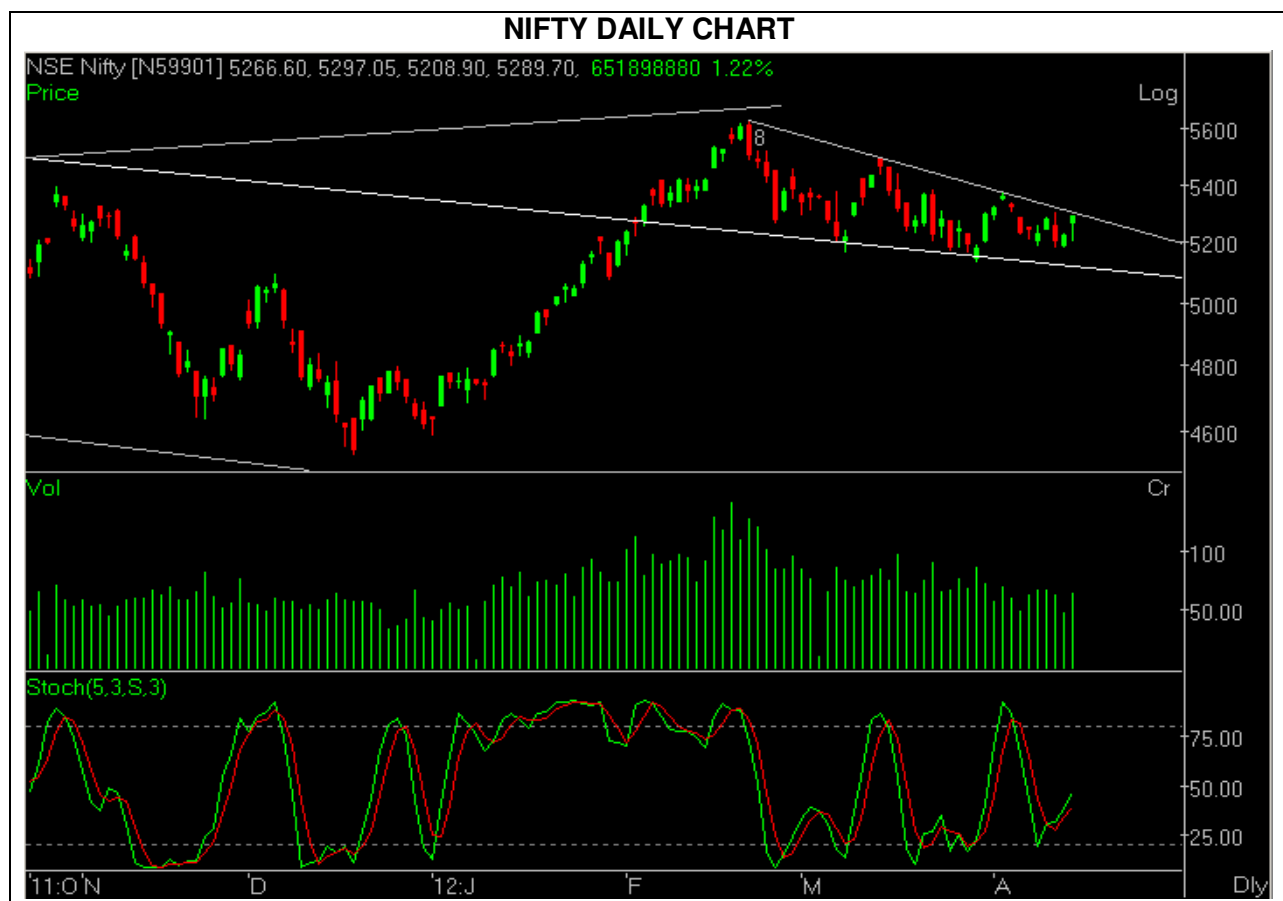 NIFTY DAILY CHART
NSE Nifty [N59901] 5266.60, 5297.05, 5208.90, 5289.70, 651898880 1.22%
Price
Log
5600
8
5400
5200
5000
4800
4600
Vol
Cr
100
50.00
Stoch(5,3,S,3)
75.00
50.00
25.00
11:O'N 'D 12:J 'F 'M 'A Dly